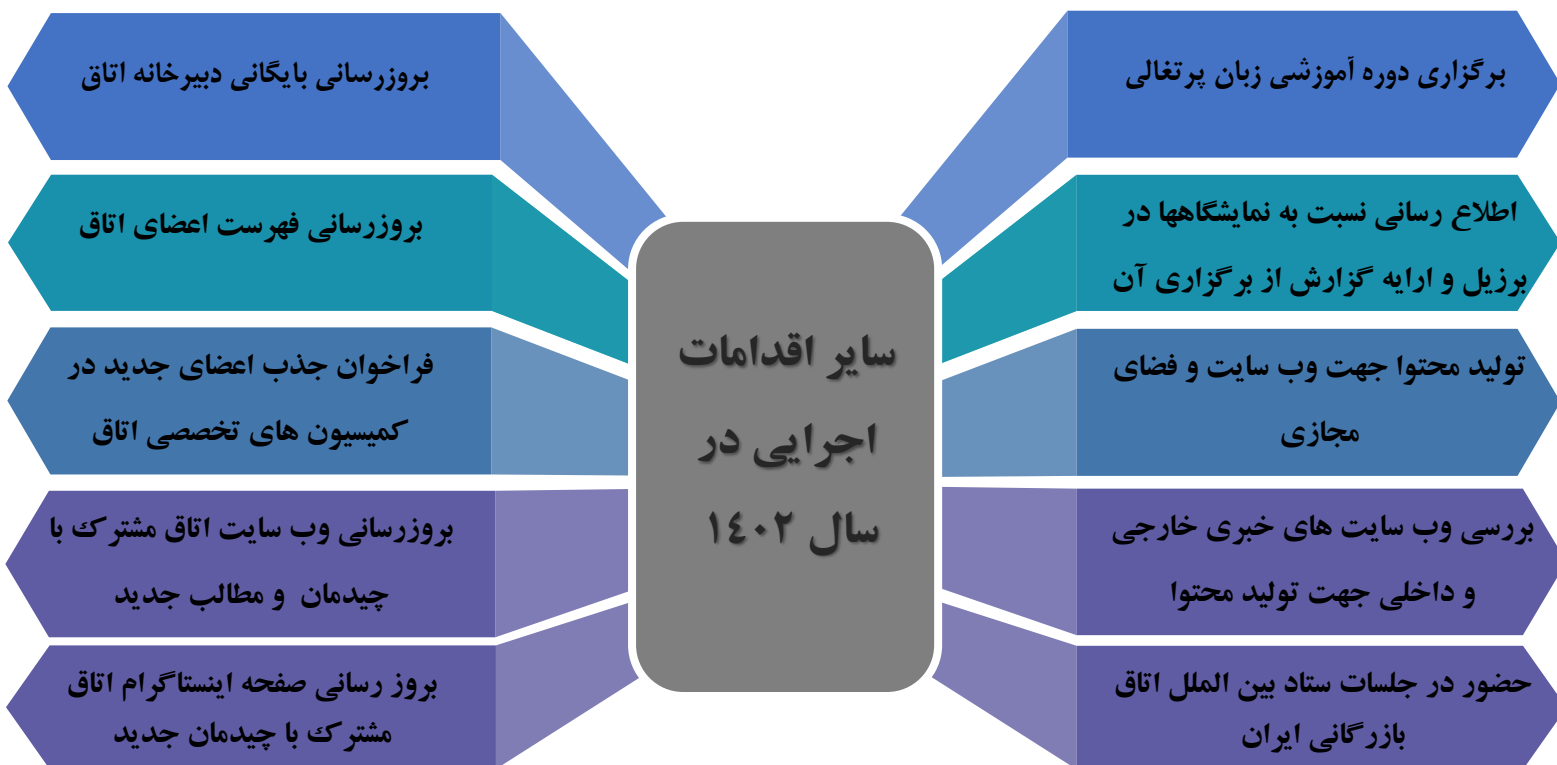 سایر اقدامات
اجرایی در
سال ۱٤۰۲
برگزاری دوره آموزشی زبان پرتغالی
اطلاع رسانی نسبت به نمایشگاهها در
برزیل و ارایه گزارش از برگزاری آن
تولید محتوا جهت وب سایت و فضای
مجازی
بررسی وب سایت های خبری خارجی
و داخلی جهت تولید محتوا
حضور در جلسات ستاد بین الملل اتاق
بازرگانی ایران
بروزرسانی بایگانی دبیرخانه اتاق
بروزرسانی فهرست اعضای اتاق
فراخوان جذب اعضای جدید در
کمیسیون های تخصصی اتاق
بروزرسانی وب سایت اتاق مشترک با
چیدمان و مطالب جدید
بروز رسانی صفحه اینستاگرام اتاق
مشترک با چیدمان جدید